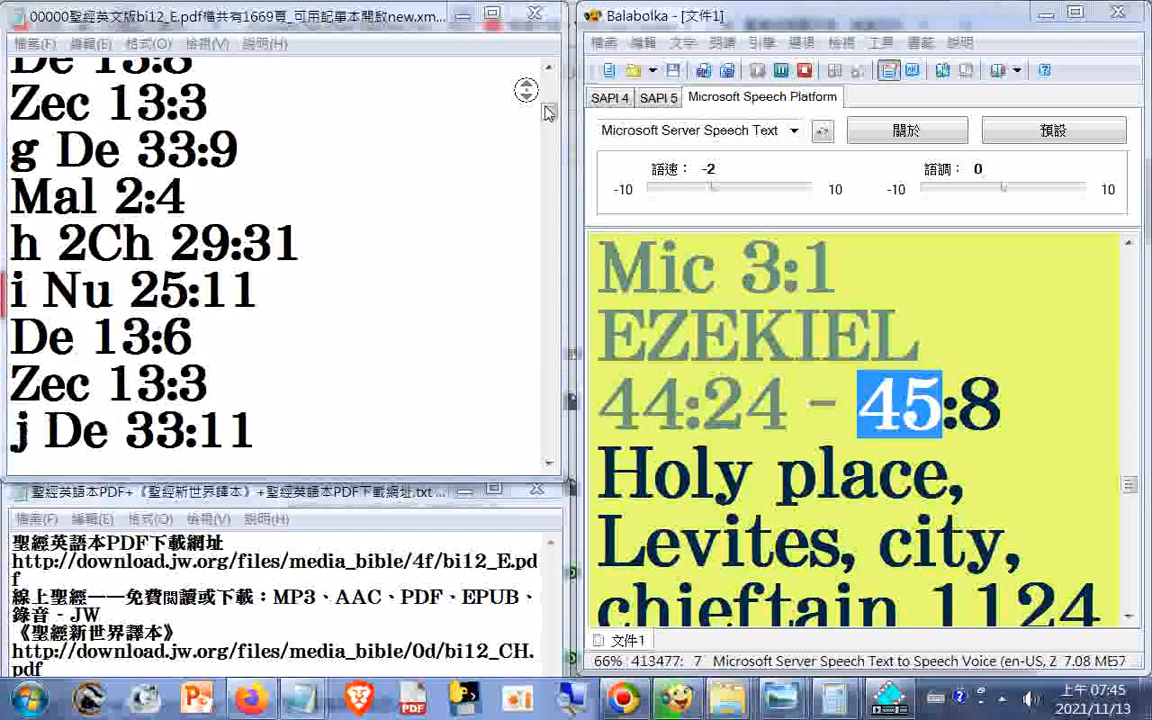 00000聖經英文版bi12_E.pdf檔共有1669頁_可用記事本開啟new.xm...
檔案(F) 編輯(E) 格式(O) 檢視(V) 說明(H)
De 13:8
Zec 13:3
g De 33:9
Mal 2:4
h 2Ch 29:31
i Nu 25:11
De 13:6
Zec 13:3
j De 33:11
聖經英語本PDF+《聖經新世界譯本》+聖經英語本PDF下載網址.txt ...
檔案(F) 編輯(E) 格式(O) 檢視(V) 說明(H)
聖經英語本PDF下載網址
http://download.jw.org/files/media_bible/4f/bi12_E.pd
f
線上聖經——免費閱讀或下載：MP3、AAC、PDF、EPUB、
錄音 - JW
《聖經新世界譯本》
http://download.jw.org/files/media_bible/0d/bi12_CH.
pdf
Balabolka - [文件1]
檔案 編輯 文字 朗讀 引擎 選項 檢視 工具 書籤 說明
SAPI 4 SAPI 5 Microsoft Speech Platform
Microsoft Server Speech Text 關於 預設
語速： -2 語調： 0
-10 10 -10 10
Mic 3:1
EZEKIEL
44:24 - 45:8
Holy place,
Levites, city,
chieftain 1124
文件1
66% 413477: 7 Microsoft Server Speech Text to Speech Voice (en-US, Z 7.08 МБ57
上午 07:45
2021/11/13